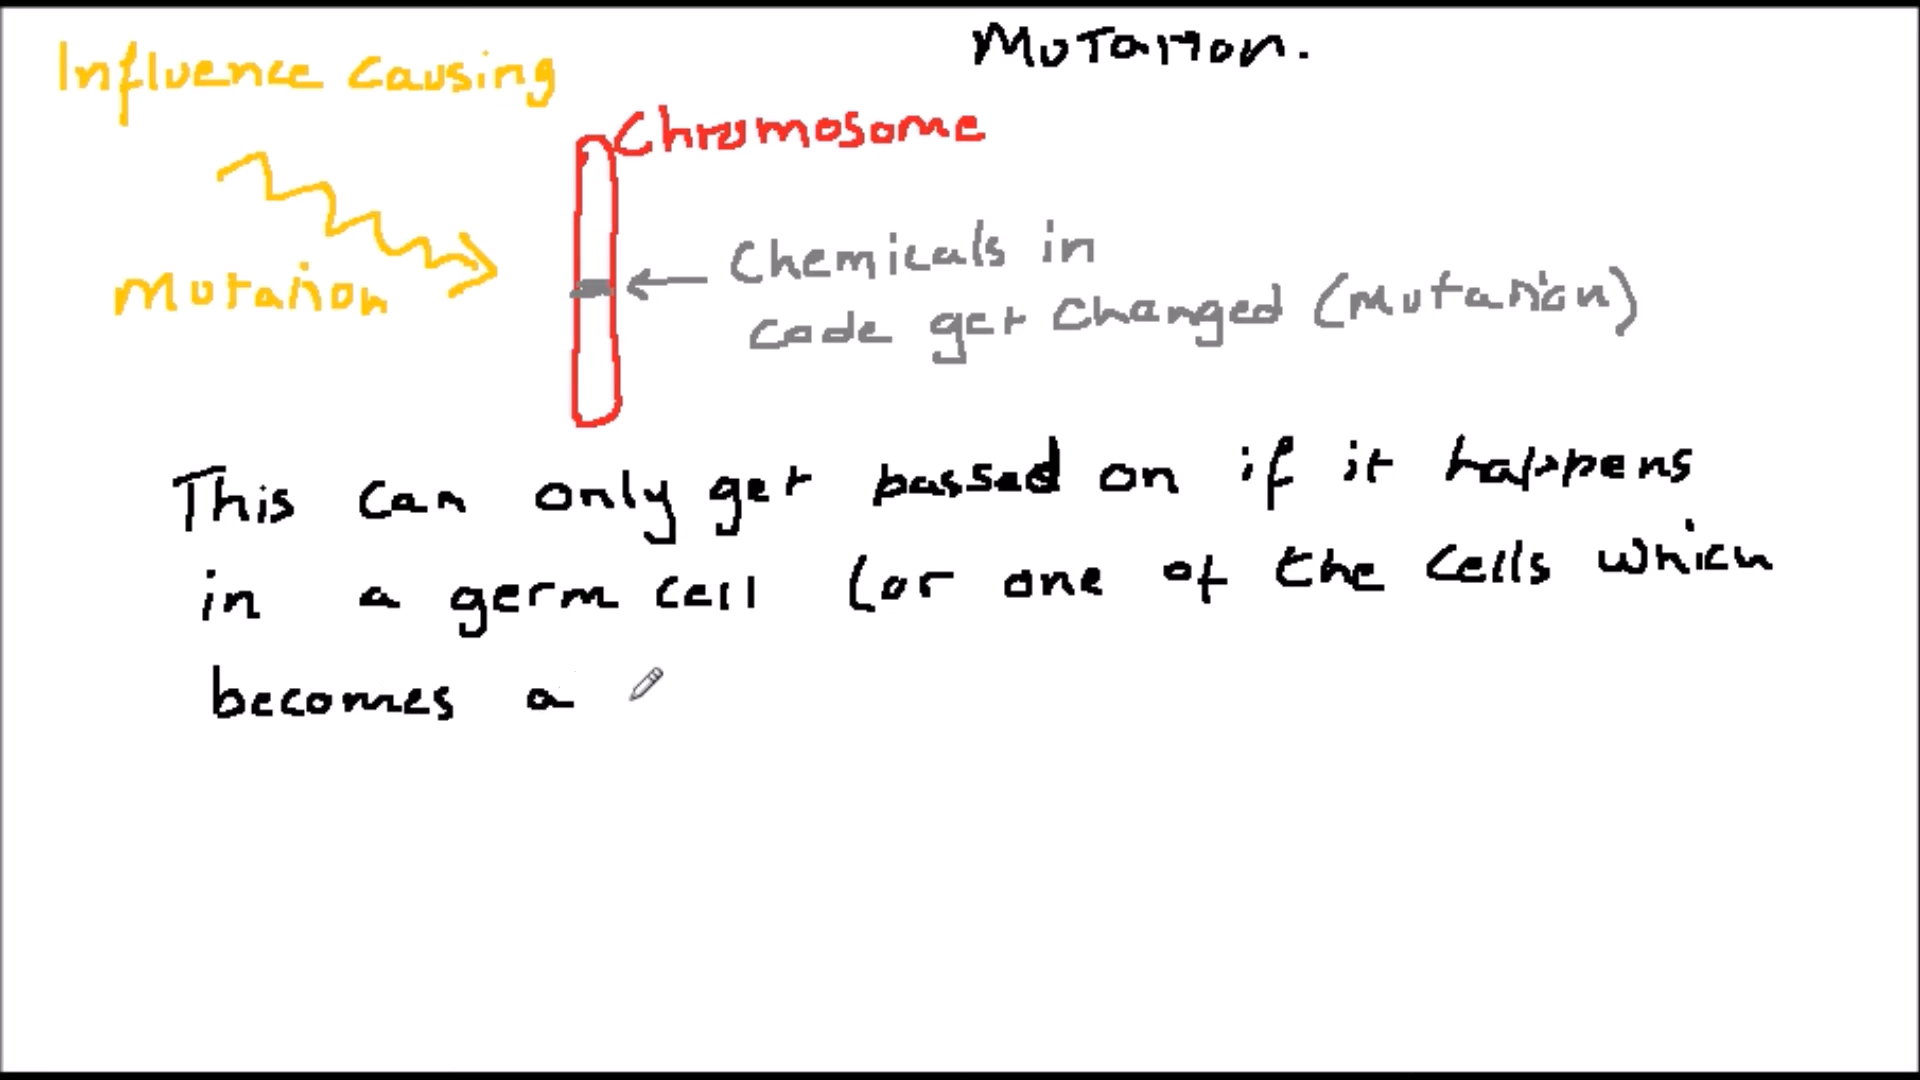 Mutation.
Influence causing
Mutation
Chromosome
Chemicals in
code get changed (Mutation)
This can only get passed on if it happens
in a germ cell (or one of the cells which
becomes a